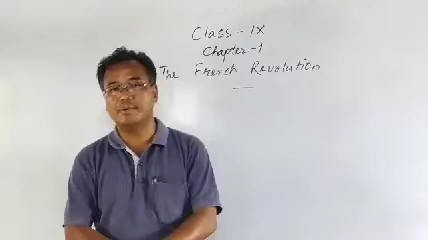 Class - IX
Chapter - 1
The French Revolution